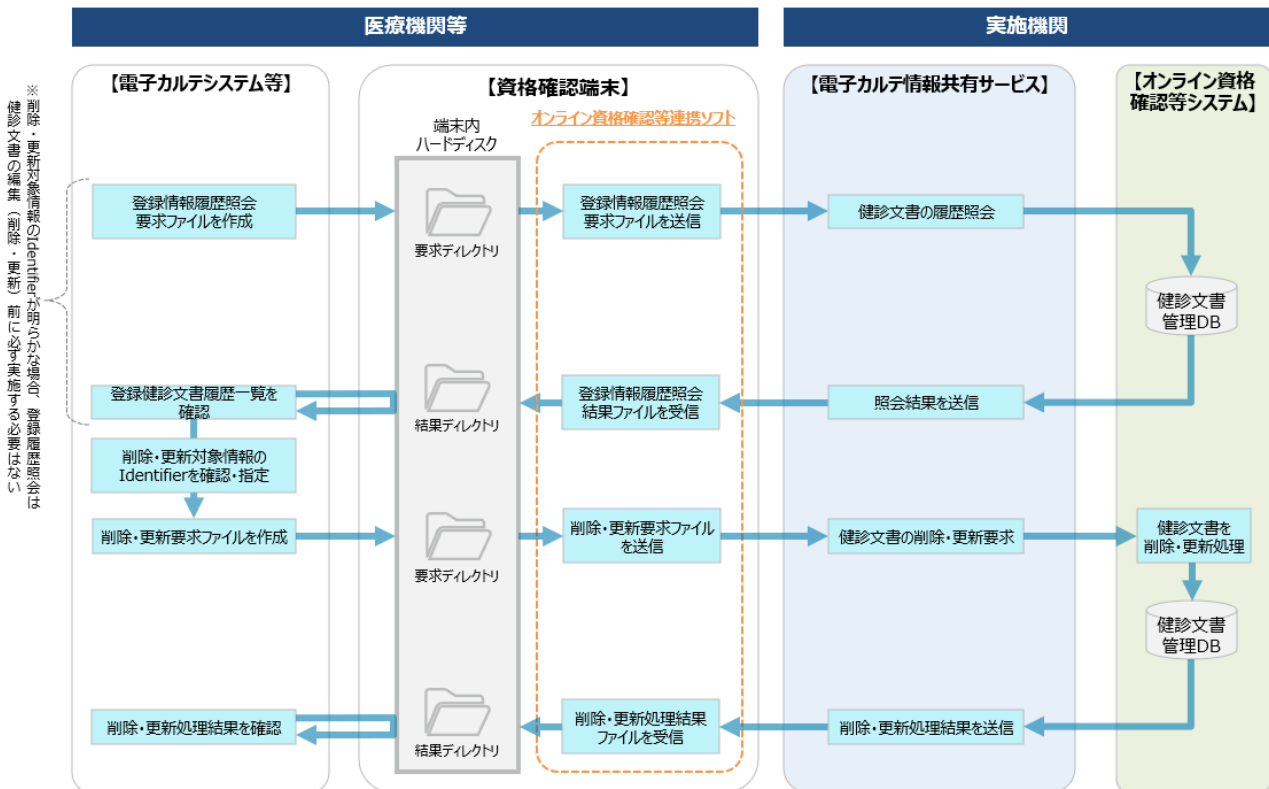 医療機関等
実施機関
【電子カルテシステム等】
【資格確認端末】
【電子カルテ情報共有サービス】
【オンライン資格
確認等システム】
オンライン資格確認等連携ソフト
端末内
ハードディスク
※削除・更新対象情報のIdentifierが明らかな場合、登録履歴照会は
健診文書の編集（削除・更新）前に必ず実施する必要はない
登録情報履歴照会
要求ファイルを作成
要求ディレクトリ
登録情報履歴照会
要求ファイルを送信
健診文書の履歴照会
健診文書
管理DB
登録健診文書履歴一覧を
確認
結果ディレクトリ
登録情報履歴照会
結果ファイルを受信
照会結果を送信
削除・更新対象情報の
Identifierを確認・指定
削除・更新要求ファイルを作成
要求ディレクトリ
削除・更新要求ファイル
を送信
健診文書の削除・更新要求
健診文書を
削除・更新処理
健診文書
管理DB
削除・更新処理結果を確認
結果ディレクトリ
削除・更新処理結果
ファイルを受信
削除・更新処理結果を送信